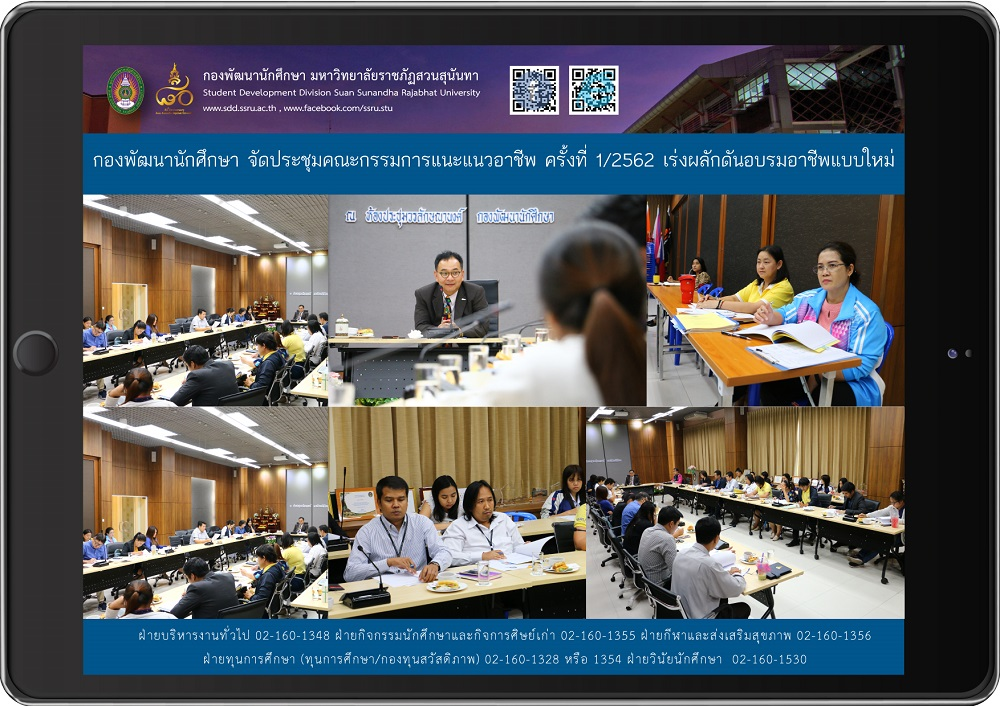 กองพัฒนานักศึกษา มหาวิทยาลัยราชภัฏสวนสุนันทา
Student Development Division Suan Sunandha Rajabhat University
www.sdd.ssru.ac.th , www.facebook.com/ssru.stu
กองพัฒนานักศึกษา จัดประชุมคณะกรรมการแนะแนวอาชีพ ครั้งที่ 1/2562 เร่งผลักดันอบรมอาชีพแบบใหม่
ณ ห้องประชุมวรลักษณาวงค์ กองพัฒนานักศึกษา
ฝ่ายบริหารงานทั่วไป 02-160-1348 ฝ่ายกิจกรรมนักศึกษาและกิจการศิษย์เก่า 02-160-1355 ฝ่ายกีฬาและส่งเสริมสุขภาพ 02-160-1356
ฝ่ายทุนการศึกษา (ทุนการศึกษา/กองทุนสวัสดิภาพ) 02-160-1328 หรือ 1354 ฝ่ายวินัยนักศึกษา 02-160-1530